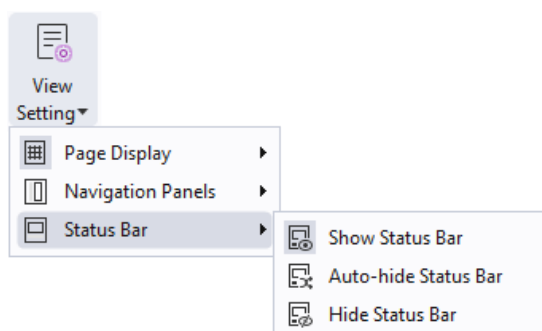 View
Setting
Page Display
Navigation Panels
Status Bar
Show Status Bar
Auto-hide Status Bar
Hide Status Bar